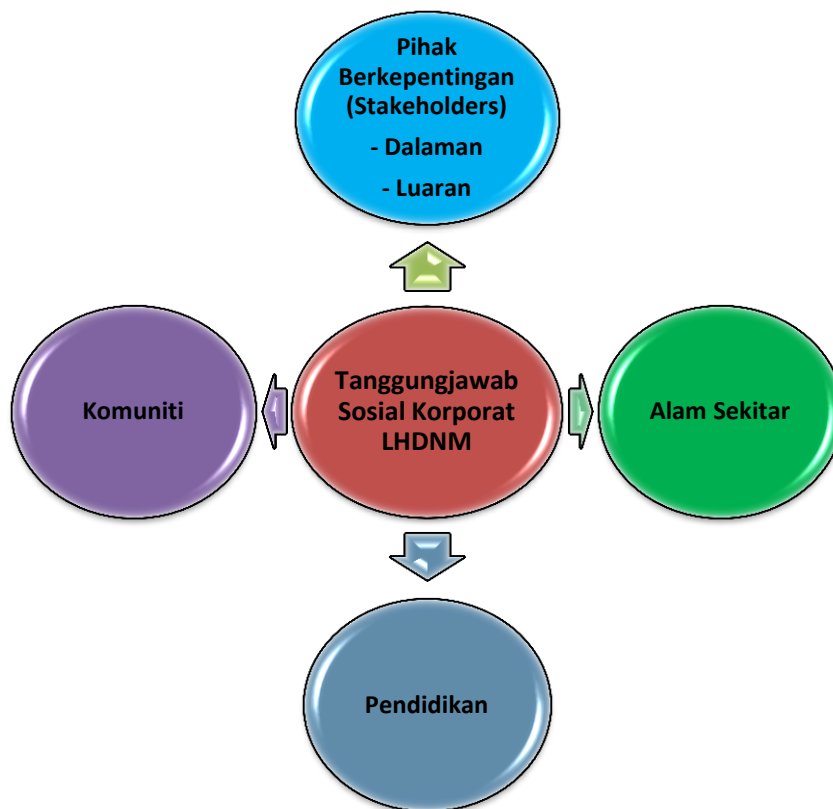 Pihak
Berkepentingan
(Stakeholders)
- Dalaman
- Luaran
Komuniti
Tanggungjawab
Sosial Korporat
LHDNM
Alam Sekitar
Pendidikan